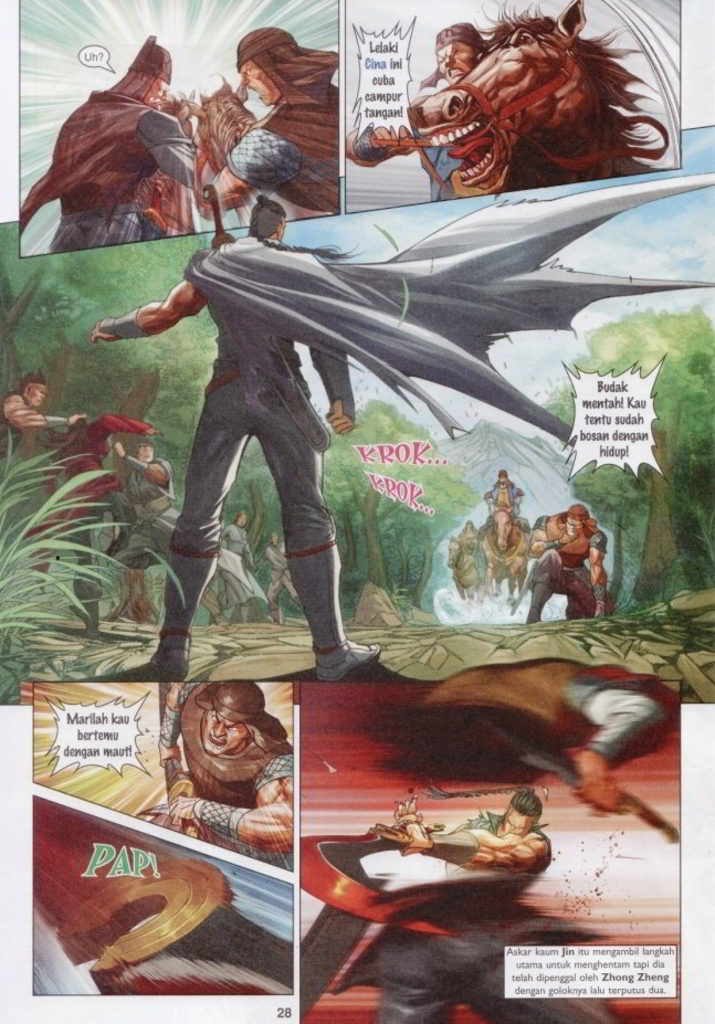 Uh?
Lelaki
Cina ini
cuba
campur
tangan!
Budak
mentah! Kau
tentu sudah
bosan dengan
hidup!
KROK...
KROK...
Marilah kau
bertemu
dengan maut!
PAP!
Askar kaum Jin itu mengambil langkah
utama untuk menghentam tapi dia
telah dipenggal oleh Zhong Zheng
dengan goloknya lalu terputus dua.
28